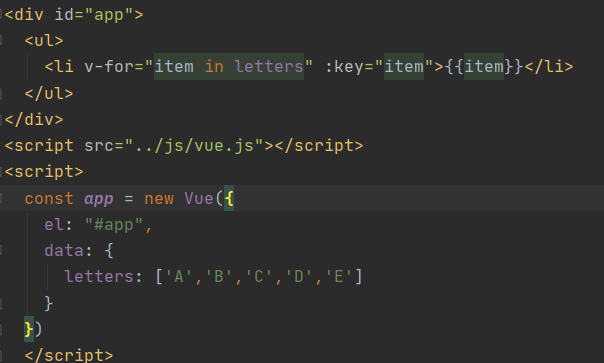 <div id="app">
  <ul>
    <li v-for="item in letters" :key="item">{{item}}</li>
  </ul>
</div>
<script src="../js/vue.js"></script>
<script>
  const app = new Vue({
    el: "#app",
    data: {
      letters: ['A','B','C','D','E']
    }
  })
  </script>